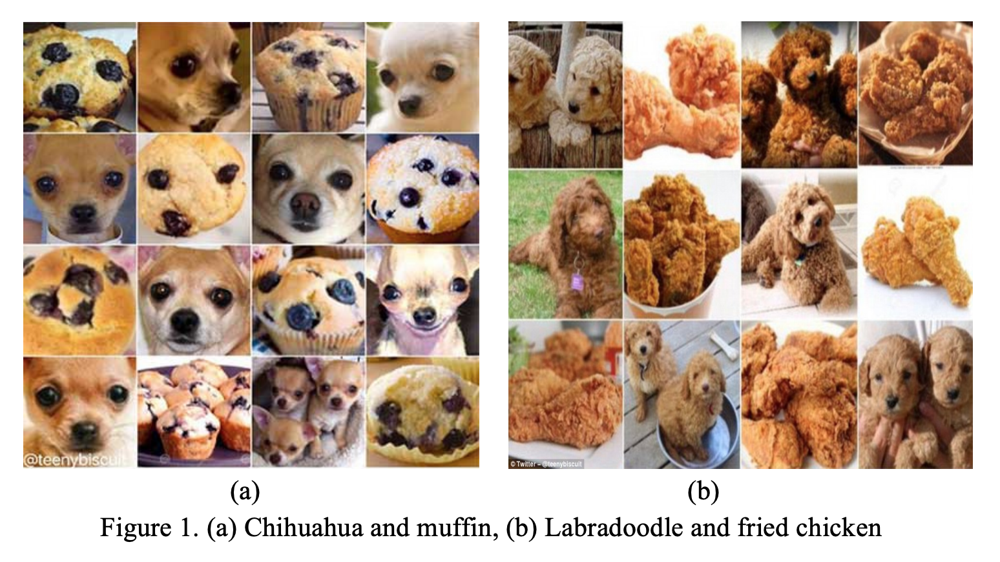 @teenybiscuit
© Twitter – @teenybiscuit
(a)
(b)
Figure 1. (a) Chihuahua and muffin, (b) Labradoodle and fried chicken